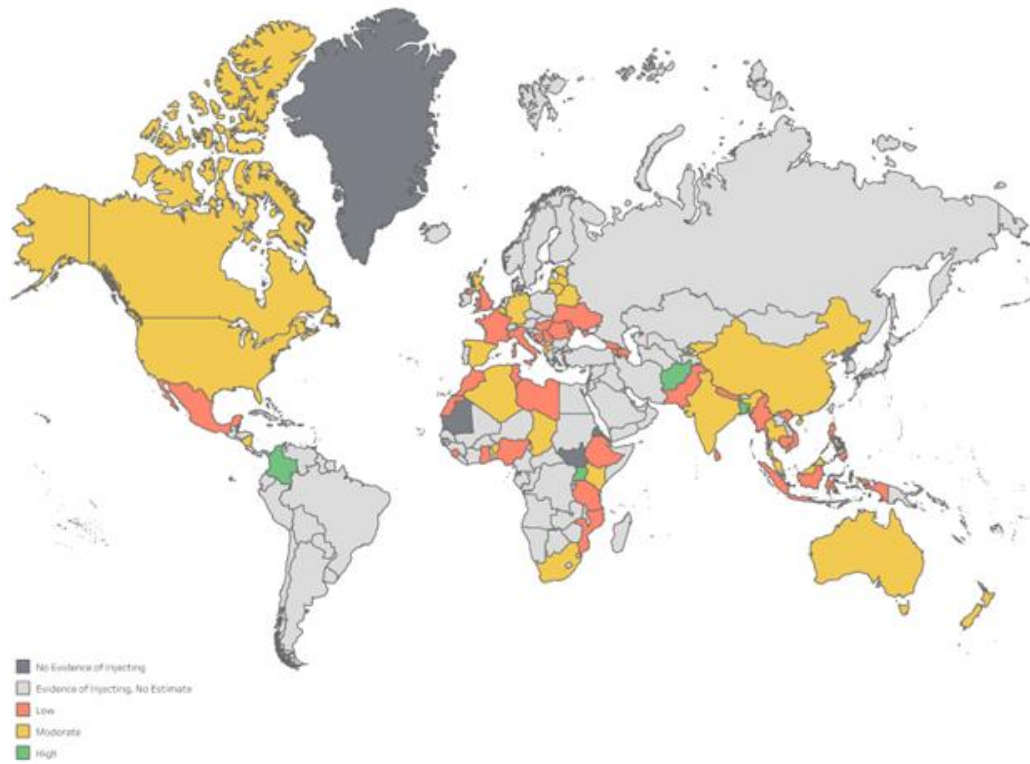 No Evidence of Injecting
Evidence of Injecting, No Estimate
Low
Moderate
High